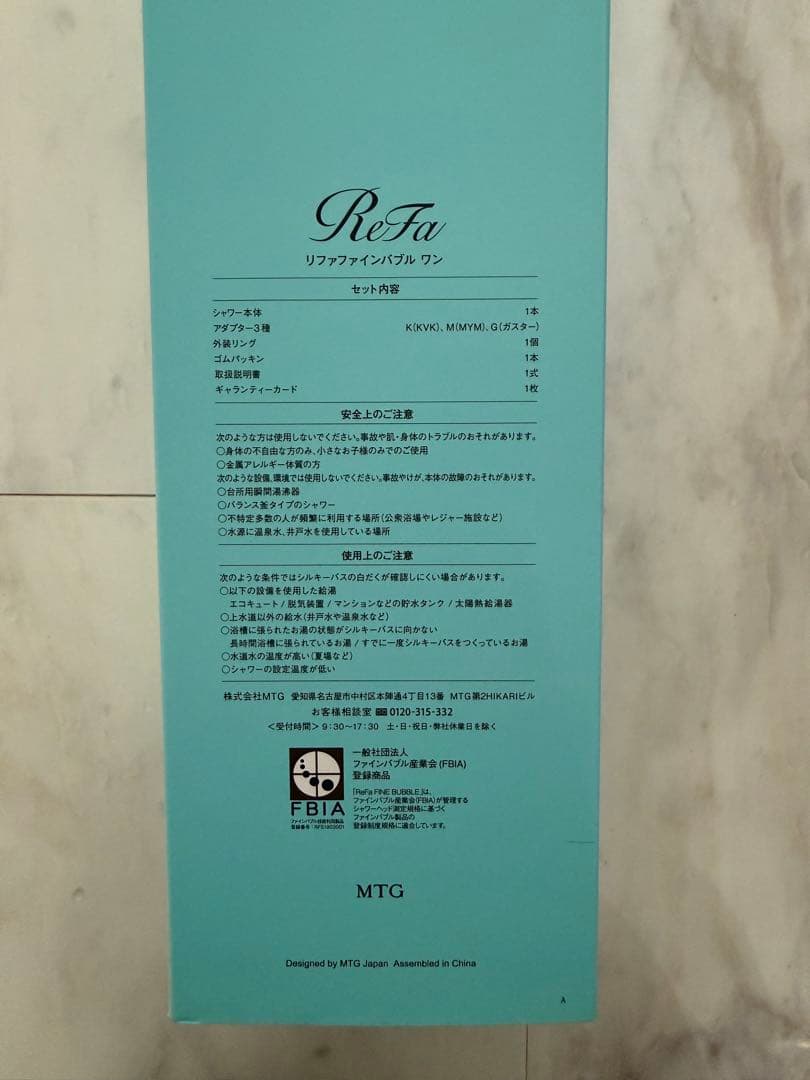 ReFa
リファファインバブル ワン
セット内容
シャワー本体 1本
アダプター3種 K(KVK)、M(MYM)、G(ガスター)
外装リング 1個
ゴムパッキン 1本
取扱説明書 1式
ギャランティーカード 1枚
安全上のご注意
次のような方は使用しないでください。事故や肌・身体のトラブルのおそれがあります。
○身体の不自由な方のみ、小さなお子様のみでのご使用
○金属アレルギー体質の方
次のような設備、環境では使用しないでください。事故やけが、本体の故障のおそれがあります。
○台所用瞬間湯沸器
○バランス釜タイプのシャワー
○不特定多数の人が頻繁に利用する場所(公衆浴場やレジャー施設など)
○水源に温泉水、井戸水を使用している場所
使用上のご注意
次のような条件ではシルキーバスの白だくが確認しにくい場合があります。
○以下の設備を使用した給湯
エコキュート / 脱気装置 / マンションなどの貯水タンク / 太陽熱給湯器
○上水道以外の給水(井戸水や温泉水など)
○浴槽に張られたお湯の状態がシルキーバスに向かない
長時間浴槽に張られているお湯 / すでに一度シルキーバスをつくっているお湯
○水道水の温度が高い(夏場など)
○シャワーの設定温度が低い
株式会社MTG 愛知県名古屋市中村区本陣通4丁目13番 MTG第2HIKARIビル
お客様相談室 0120-315-332
<受付時間> 9:30～17:30 土・日・祝日・弊社休業日を除く
一般社団法人
ファインバブル産業会(FBIA)
登録商品
「ReFa FINE BUBBLE」は、
ファインバブル産業会(FBIA)が管理する
シャワーヘッド測定規格に基づく
ファインバブル製品の
登録制度規格に適合しています。
FBIA
ファインバブル技術利用製品
MTG
Designed by MTG Japan Assembled in China
λ